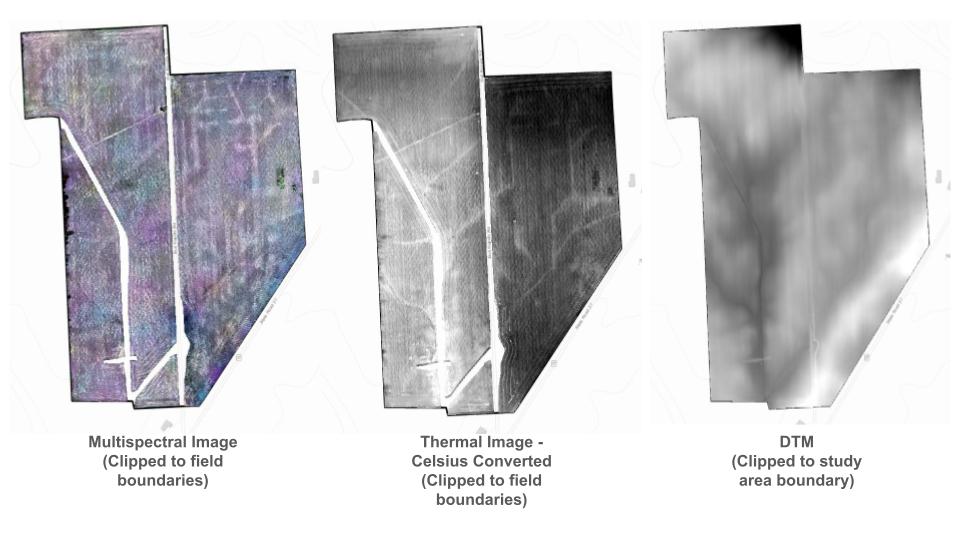 Multispectral Image
(Clipped to field
boundaries)
Thermal Image -
Celsius Converted
(Clipped to field
boundaries)
DTM
(Clipped to study
area boundary)